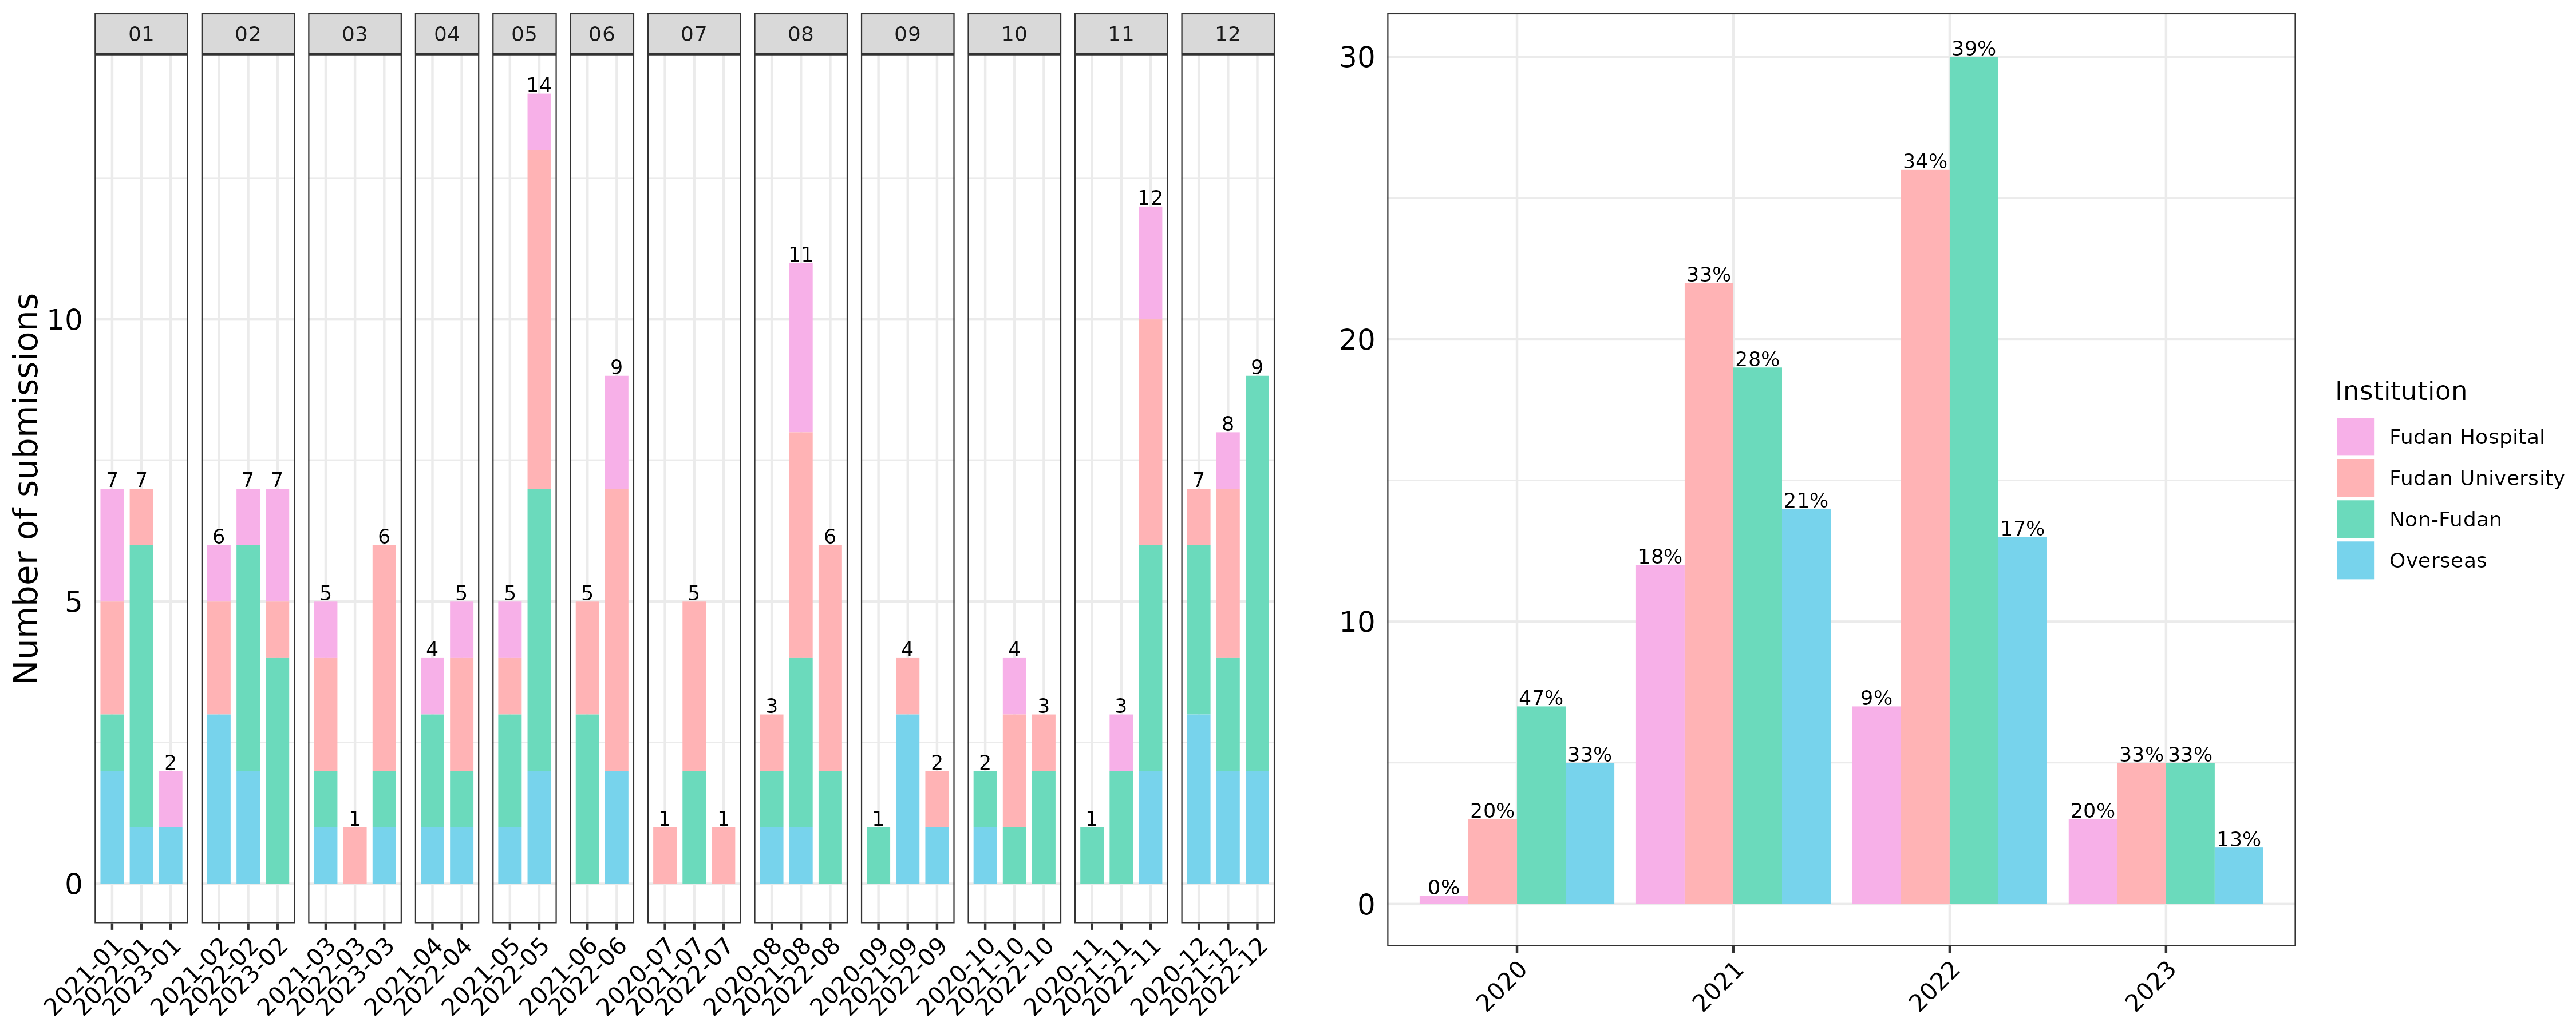 01 02 03 04 05 06 07 08 09 10 11 12
Number of submissions
10
5
0
7 7 2
6 7 7
5 1 6
4 5
5 14
5 9
1 5 1
3 11 6
1 4 2
2 4 3
1 3 12
7 8 9
2021-01 2022-01 2023-01
2021-02 2022-02 2023-02
2021-03 2022-03 2023-03
2021-04 2022-04
2021-05 2022-05
2021-06 2022-06
2020-07 2021-07 2022-07
2020-08 2021-08 2022-08
2020-09 2021-09 2022-09
2020-10 2021-10 2022-10
2020-11 2021-11 2022-11
2020-12 2021-12 2022-12
30
20
10
0
0% 20% 47% 33%
18% 33% 28% 21%
9% 34% 39% 17%
20% 33% 33% 13%
2020 2021 2022 2023
Institution
Fudan Hospital
Fudan University
Non-Fudan
Overseas